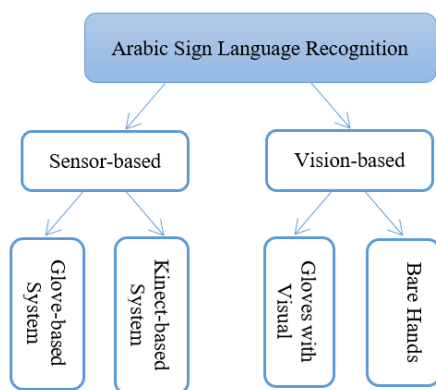 Arabic Sign Language Recognition
Sensor-based
Vision-based
Glove-based
System
Kinect-based
System
Gloves with
Visual
Bare Hands